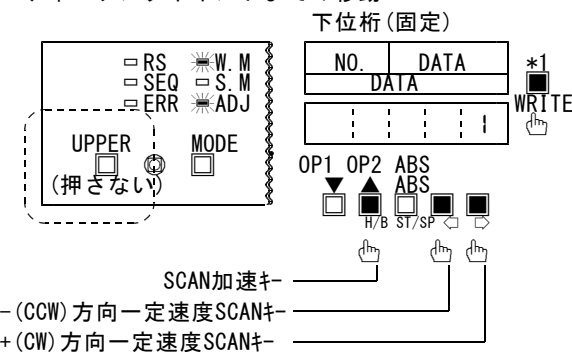 下位桁(固定)
RS W.M
SEQ S.M
ERR ADJ
UPPER MODE
(押さない)
NO. DATA
DATA
1
*1
WRITE
OP1 OP2 ABS
ABS
H/B ST/SP
SCAN加速ｷｰ
-(CCW)方向一定速度SCANｷｰ
+(CW)方向一定速度SCANｷｰ